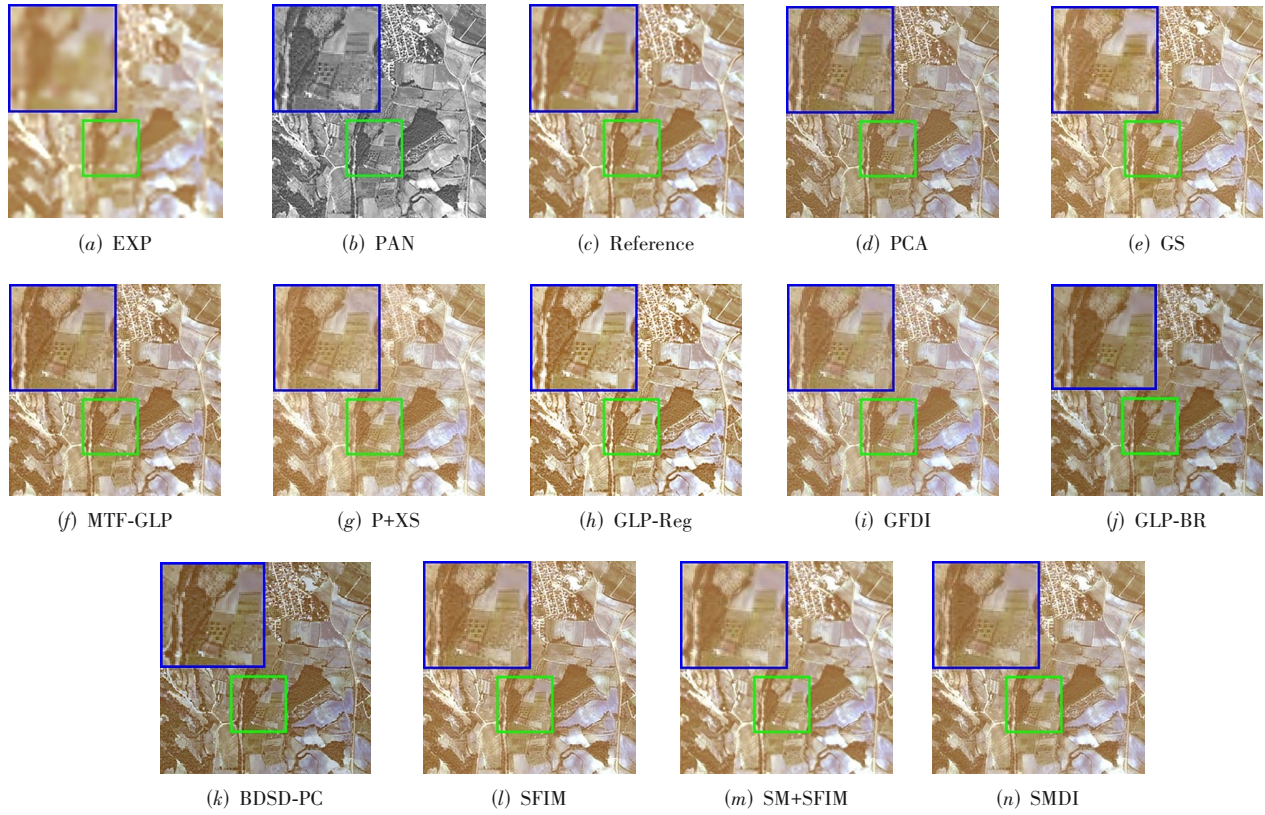 (a) EXP
(b) PAN
(c) Reference
(d) PCA
(e) GS
(f) MTF-GLP
(g) P+XS
(h) GLP-Reg
(i) GFDI
(j) GLP-BR
(k) BDSD-PC
(l) SFIM
(m) SM+SFIM
(n) SMDI